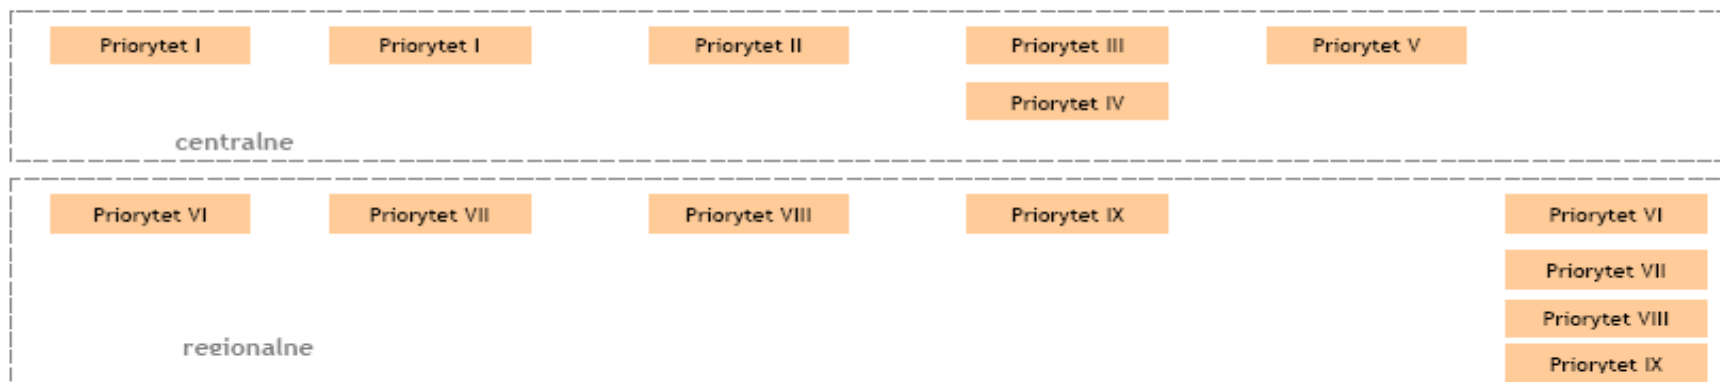 Priorytet I
Priorytet I
Priorytet II
Priorytet III
Priorytet V
Priorytet IV
centralne
Priorytet VI
Priorytet VII
Priorytet VIII
Priorytet IX
Priorytet VI
Priorytet VII
Priorytet VIII
regionalne
Priorytet IX